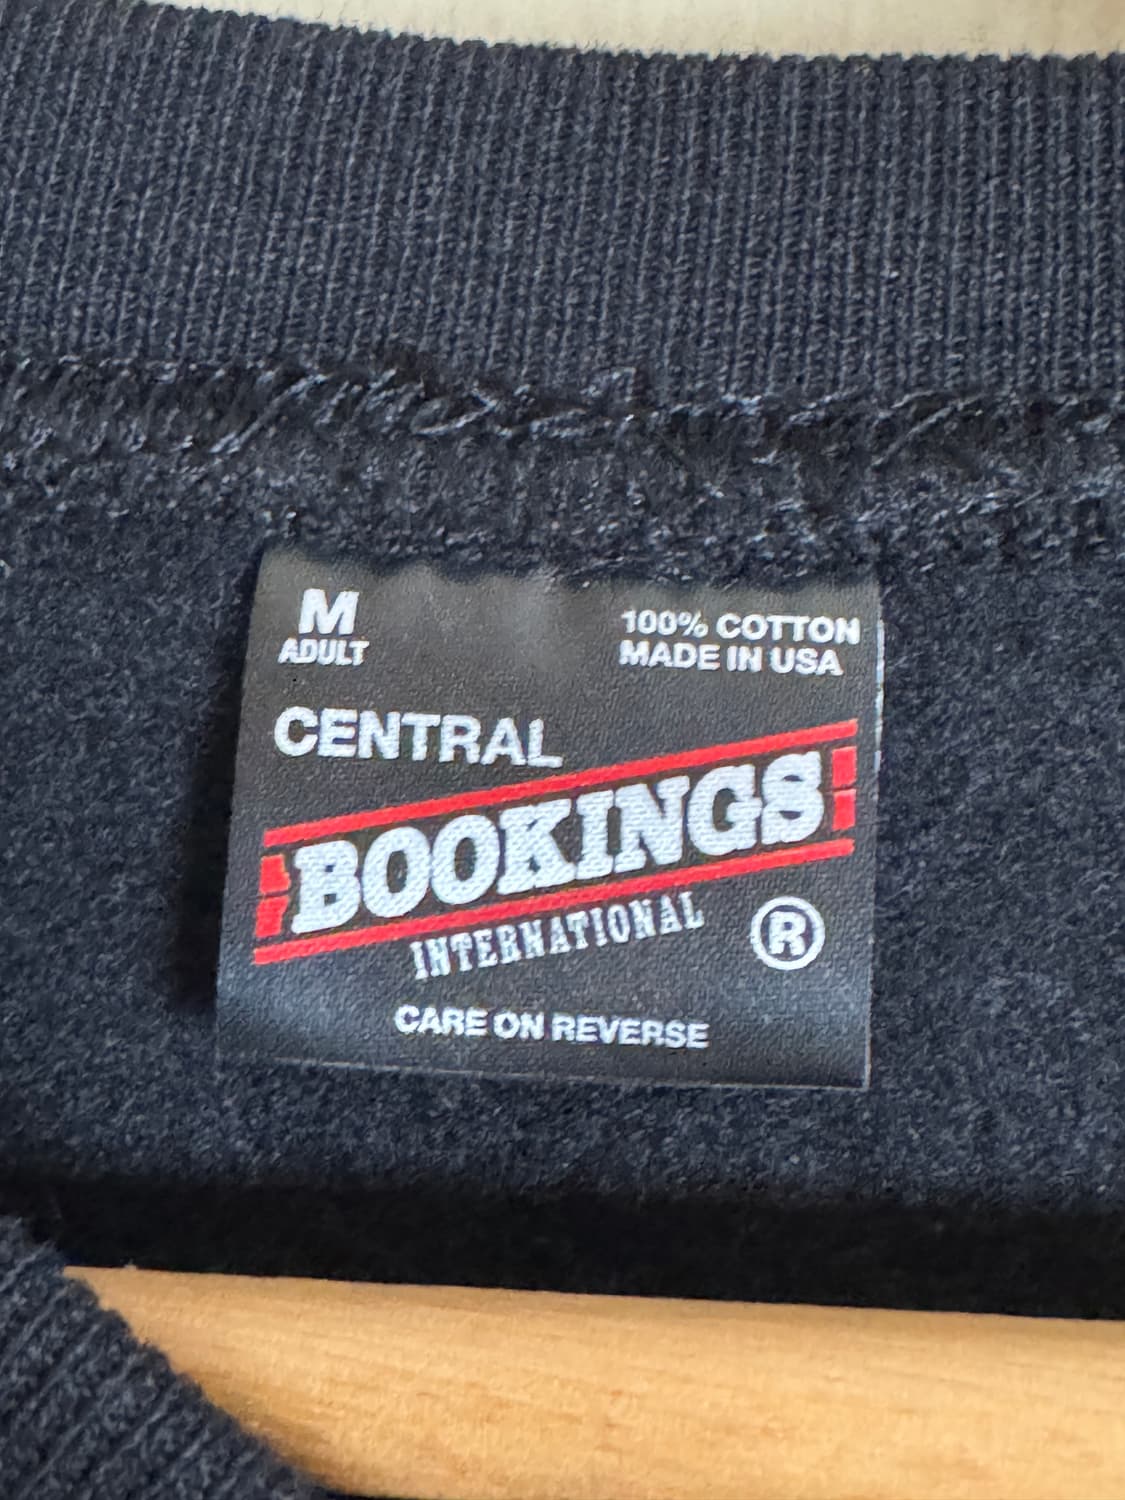 M
ADULT
100% COTTON
MADE IN USA
CENTRAL
BOOKINGS
INTERNATIONAL
®
CARE ON REVERSE